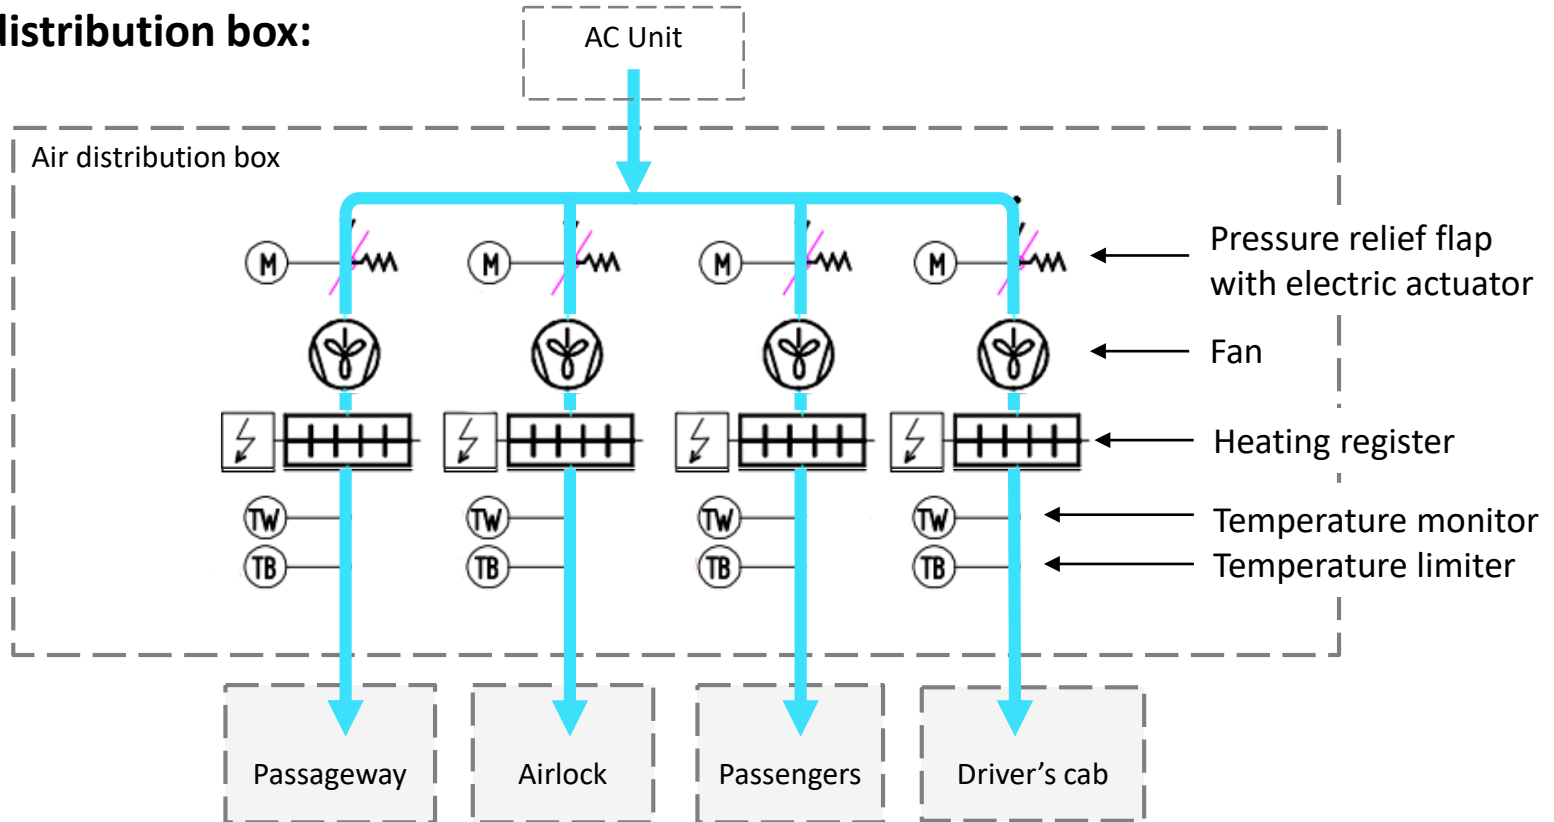 distribution box:
AC Unit
Air distribution box
M M M M
Pressure relief flap
with electric actuator
Fan
Heating register
TW TW TW TW
Temperature monitor
TB TB TB TB
Temperature limiter
Passageway
Airlock
Passengers
Driver's cab